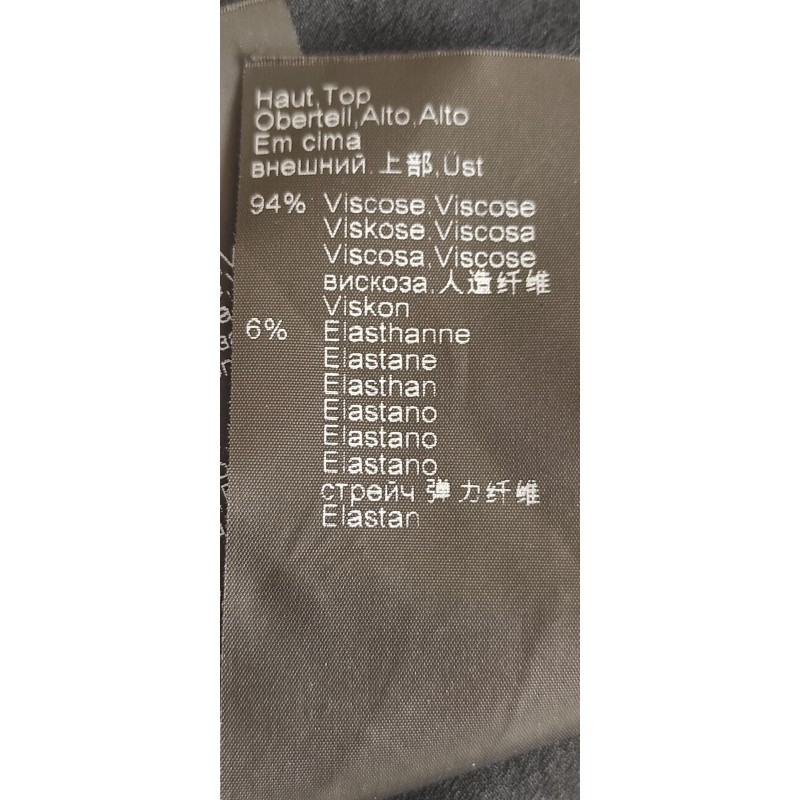 Haut,Top
Oberteil,Alto,Alto
Em cima
внешний,上部,Üst
94% Viscose,Viscose
Viskose,Viscosa
Viscosa,Viscose
вискоза,人造纤维
Viskon
6% Elasthanne
Elastane
Elasthan
Elastano
Elastano
Elastano
стрейч 弹力纤维
Elastan